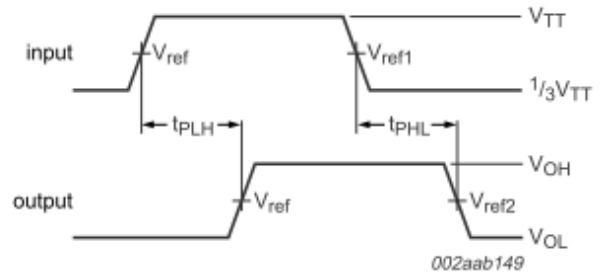 V_TT
input
V_ref
V_ref1
1/3V_TT
t_PLH
t_PHL
V_OH
output
V_ref
V_ref2
V_OL
002aab149